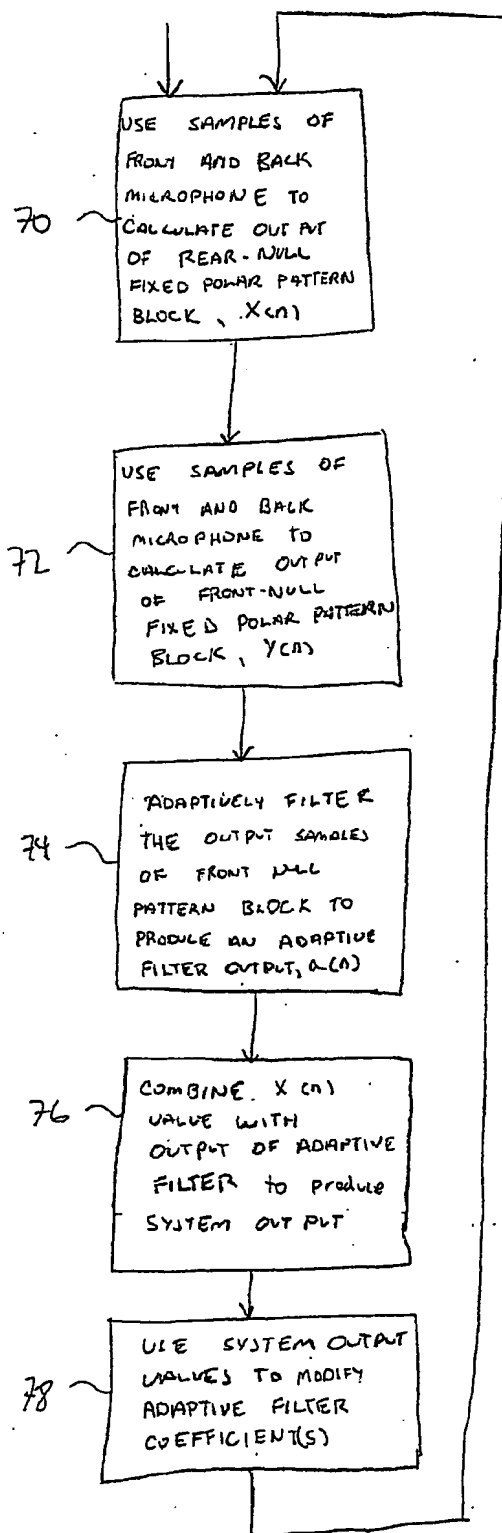 70
USE SAMPLES OF
FRONT AND BACK
MICROPHONE TO
CALCULATE OUTPUT
OF REAR-NULL
FIXED POLAR PATTERN
BLOCK, X(n)
72
USE SAMPLES OF
FRONT AND BACK
MICROPHONE TO
CALCULATE OUTPUT
OF FRONT-NULL
FIXED POLAR PATTERN
BLOCK, Y(n)
74
ADAPTIVELY FILTER
THE OUTPUT SAMPLES
OF FRONT NULL
PATTERN BLOCK TO
PRODUCE AN ADAPTIVE
FILTER OUTPUT, a(n)
76
COMBINE X(n)
VALUE WITH
OUTPUT OF ADAPTIVE
FILTER to produce
SYSTEM OUTPUT
78
USE SYSTEM OUTPUT
VALUES TO MODIFY
ADAPTIVE FILTER
COEFFICIENT(S)